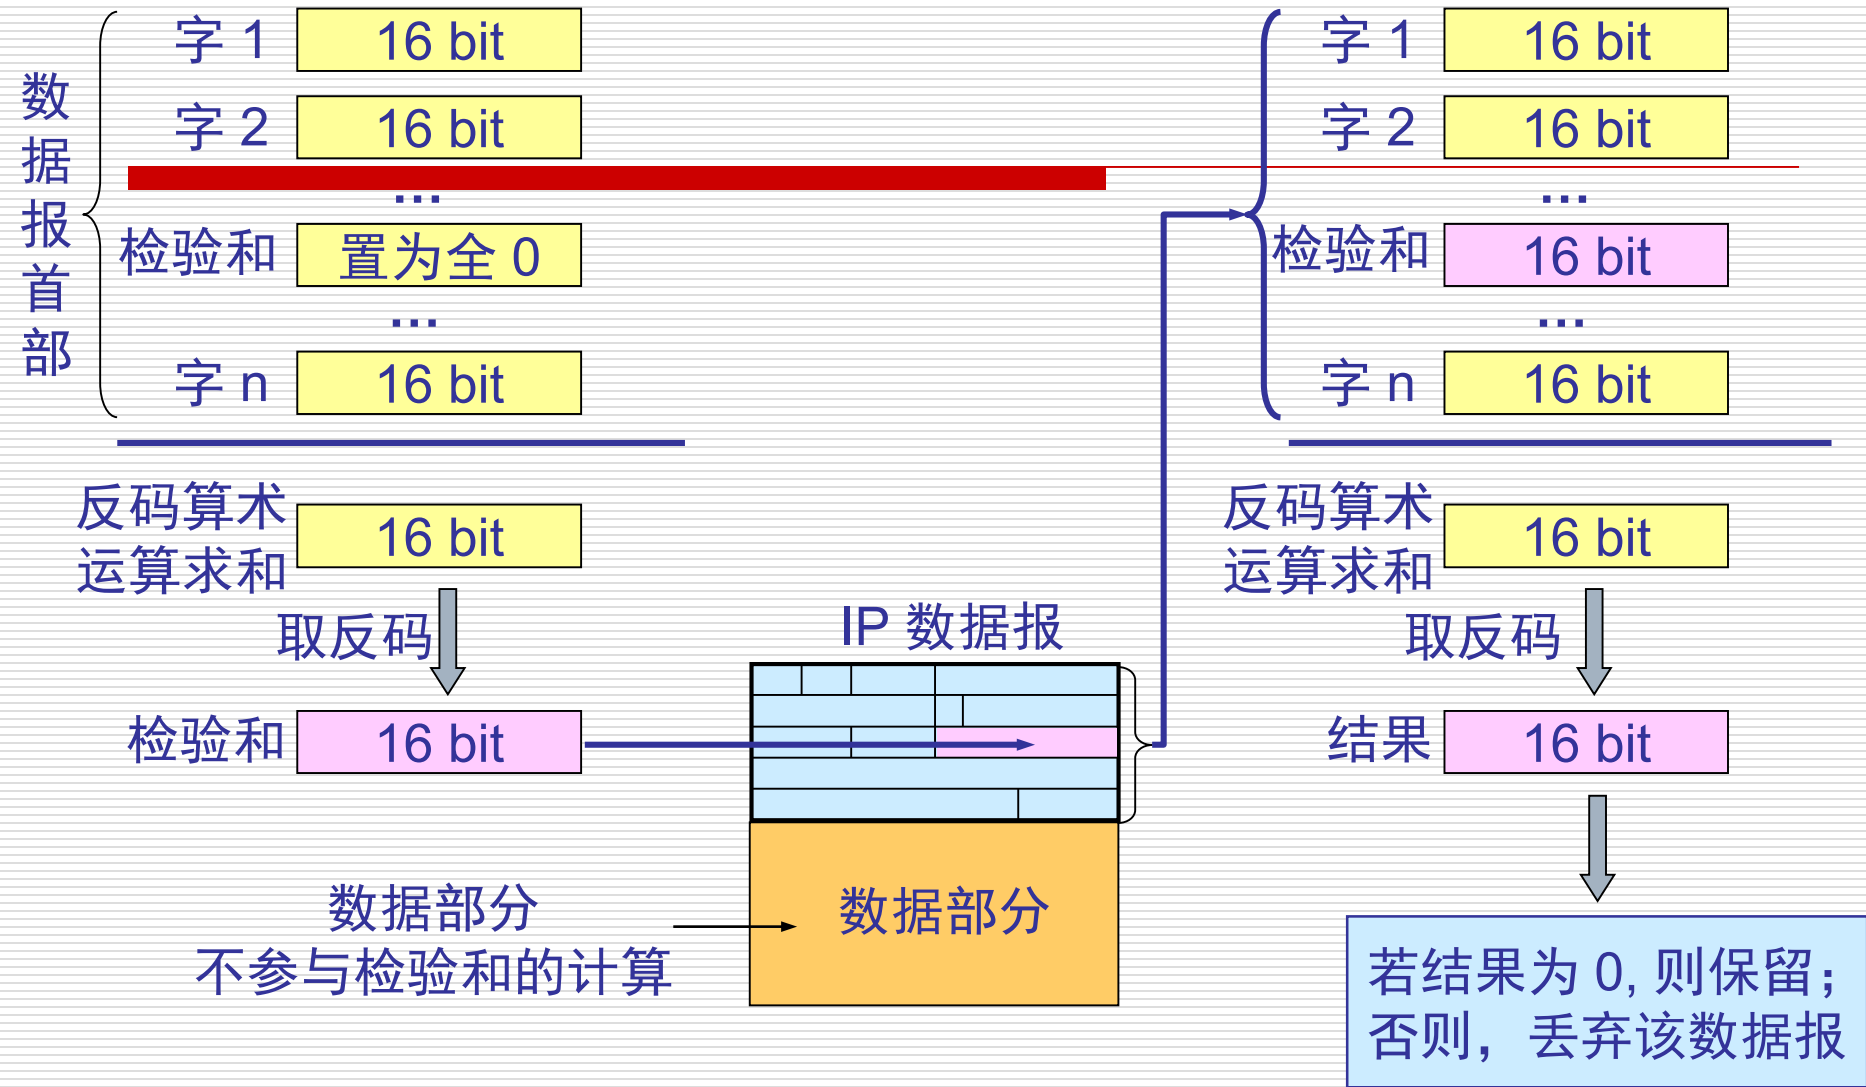 数据报首部
字 1 16 bit
字 2 16 bit
...
检验和 置为全 0
...
字 n 16 bit
反码算术
运算求和
16 bit
取反码
检验和 16 bit
数据部分
不参与检验和的计算
IP 数据报
数据部分
字 1 16 bit
字 2 16 bit
...
检验和 16 bit
...
字 n 16 bit
反码算术
运算求和
16 bit
取反码
结果 16 bit
若结果为 0, 则保留;
否则，丢弃该数据报